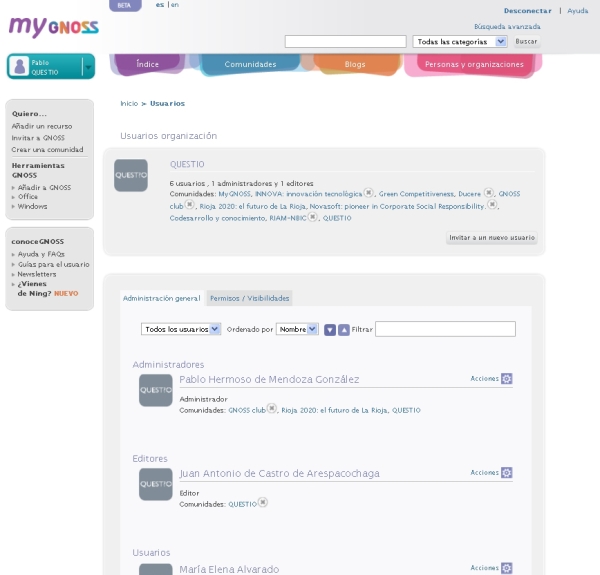 BETA
es | en
Desconectar | Ayuda
my GNOSS
Búsqueda avanzada
Todas las categorías
Buscar
Pablo
QUESTIO
Índice
Comunidades
Blogs
Personas y organizaciones
Inicio > Usuarios
Quiero...
Añadir un recurso
Invitar a GNOSS
Crear una comunidad
Herramientas
GNOSS
Añadir a GNOSS
Office
Windows
conoceGNOSS
Ayuda y FAQs
Guías para el usuario
Newsletters
¿Vienes
de Ning? NUEVO
Usuarios organización
QUESTIO
QUESTIO
6 usuarios , 1 administradores y 1 editores
Comunidades: MyGNOSS, INNOVA: innovación tecnológica, Green Competitiveness, Ducere, GNOSS
club, Rioja 2020: el futuro de La Rioja, Novasoft: pioneer in Corporate Social Responsibility.,
Codesarrollo y conocimiento, RIAM-NBIC, QUESTIO
Invitar a un nuevo usuario
Administración general
Permisos / Visibilidades
Todos los usuarios
Ordenado por
Nombre
Filtrar
Administradores
QUESTIO
Pablo Hermoso de Mendoza González
Acciones
Administrador
Comunidades: GNOSS club, Rioja 2020: el futuro de La Rioja, QUESTIO
Editores
QUESTIO
Juan Antonio de Castro de Arespacochaga
Acciones
Editor
Comunidades: QUESTIO
Usuarios
María Elena Alvarado
Acciones